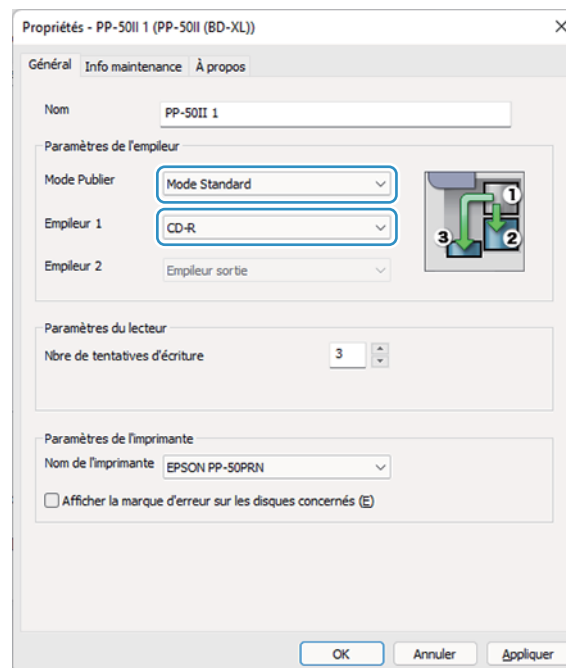 Propriétés - PP-50II 1 (PP-50II (BD-XL))
Général Info maintenance À propos
Nom PP-50II 1
Paramètres de l'empileur
Mode Publier Mode Standard
Empileur 1 CD-R
Empileur 2 Empileur sortie
1
2
3
Paramètres du lecteur
Nbre de tentatives d'écriture 3
Paramètres de l'imprimante
Nom de l'imprimante EPSON PP-50PRN
Afficher la marque d'erreur sur les disques concernés (E)
OK Annuler Appliquer